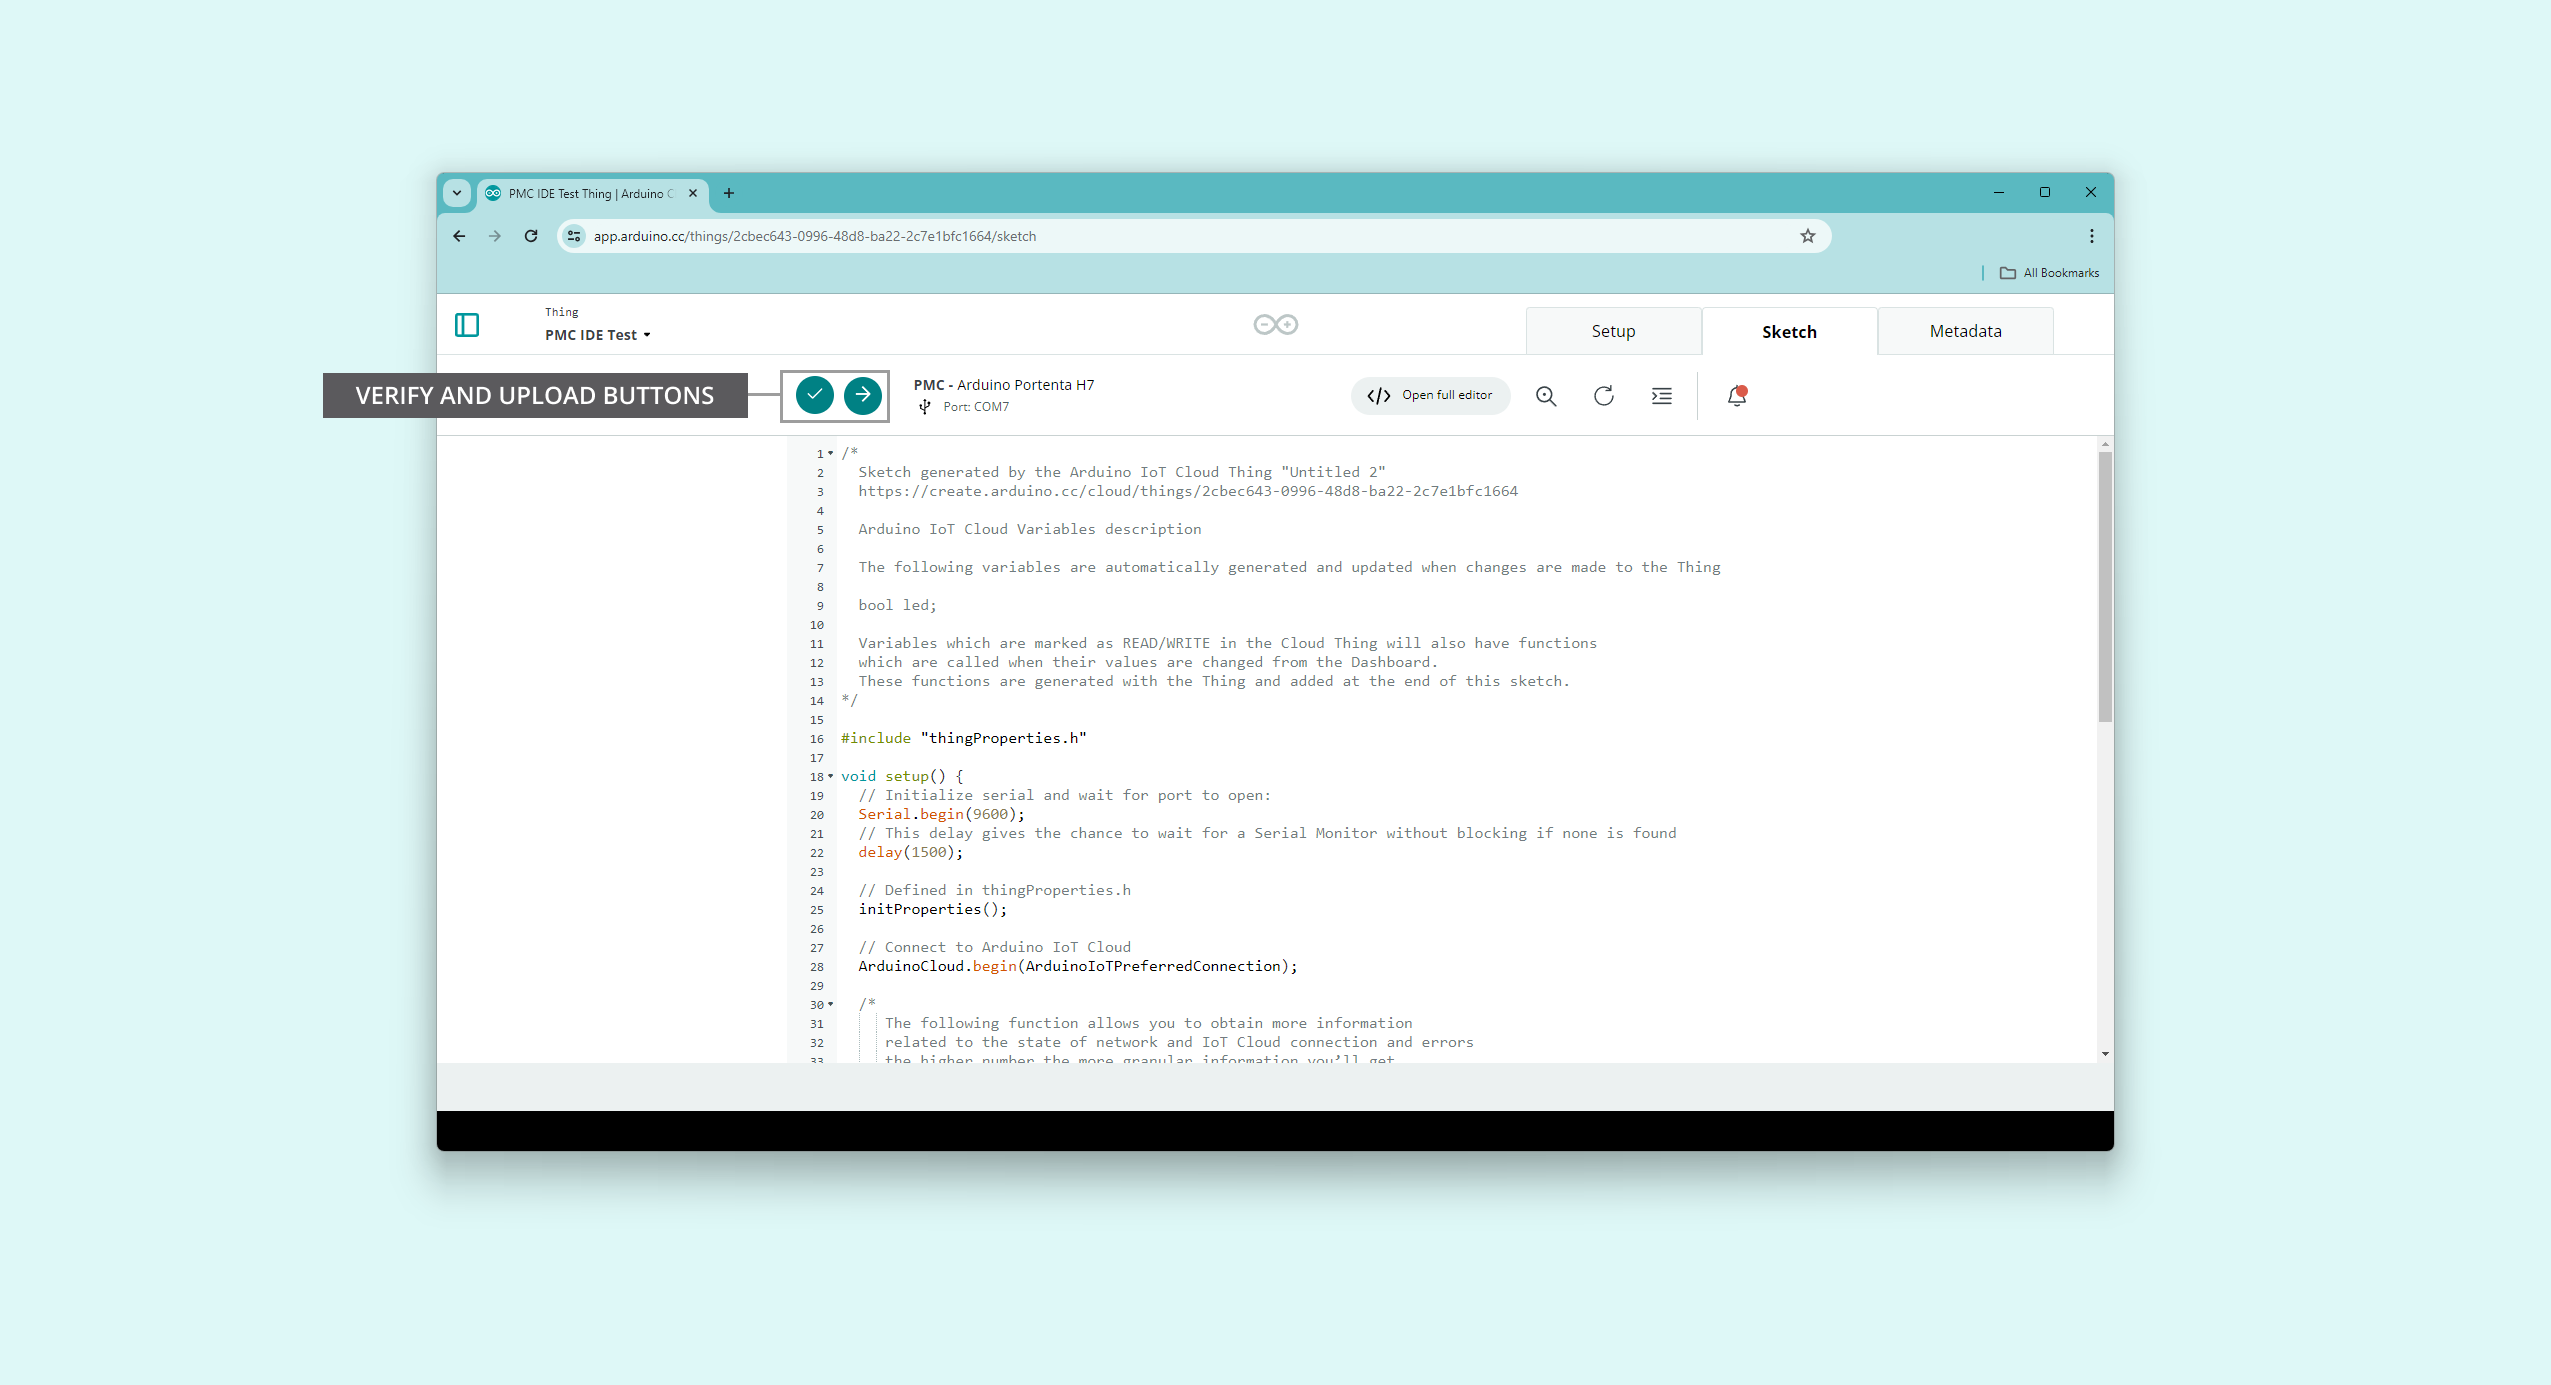 PMC IDE Test Thing | Arduino C
app.arduino.cc/things/2cbec643-0996-48d8-ba22-2c7e1bfc1664/sketch
All Bookmarks
Thing
PMC IDE Test
Setup
Sketch
Metadata
VERIFY AND UPLOAD BUTTONS
PMC - Arduino Portenta H7
Port: COM7
</> Open full editor
1 /*
2 Sketch generated by the Arduino IoT Cloud Thing "Untitled 2"
3 https://create.arduino.cc/cloud/things/2cbec643-0996-48d8-ba22-2c7e1bfc1664
4
5 Arduino IoT Cloud Variables description
6
7 The following variables are automatically generated and updated when changes are made to the Thing
8
9 bool led;
10
11 Variables which are marked as READ/WRITE in the Cloud Thing will also have functions
12 which are called when their values are changed from the Dashboard.
13 These functions are generated with the Thing and added at the end of this sketch.
14 */
15
16 #include "thingProperties.h"
17
18 void setup() {
19 // Initialize serial and wait for port to open:
20 Serial.begin(9600);
21 // This delay gives the chance to wait for a Serial Monitor without blocking if none is found
22 delay(1500);
23
24 // Defined in thingProperties.h
25 initProperties();
26
27 // Connect to Arduino IoT Cloud
28 ArduinoCloud.begin(ArduinoIoTPreferredConnection);
29
30 /*
31 The following function allows you to obtain more information
32 related to the state of network and IoT Cloud connection and errors
33 the higher number the more granular information you'll get